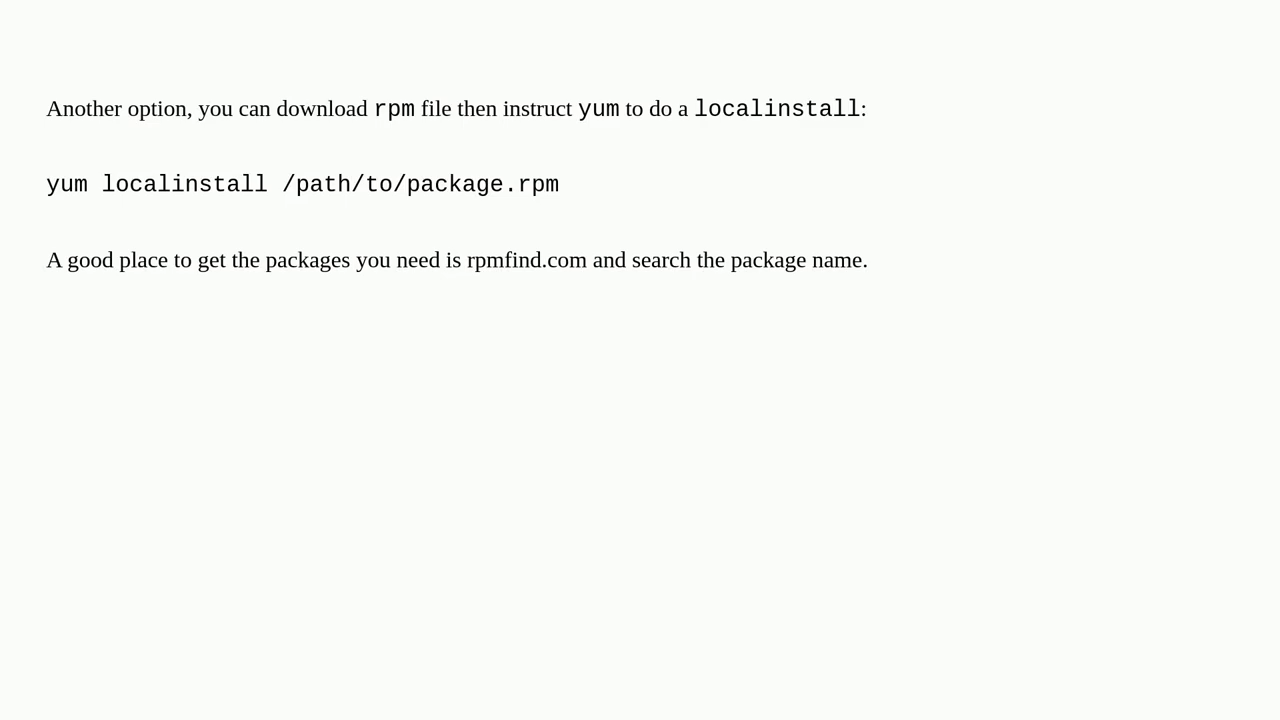 Another option, you can download rpm file then instruct yum to do a localinstall:
yum localinstall /path/to/package.rpm
A good place to get the packages you need is rpmfind.com and search the package name.